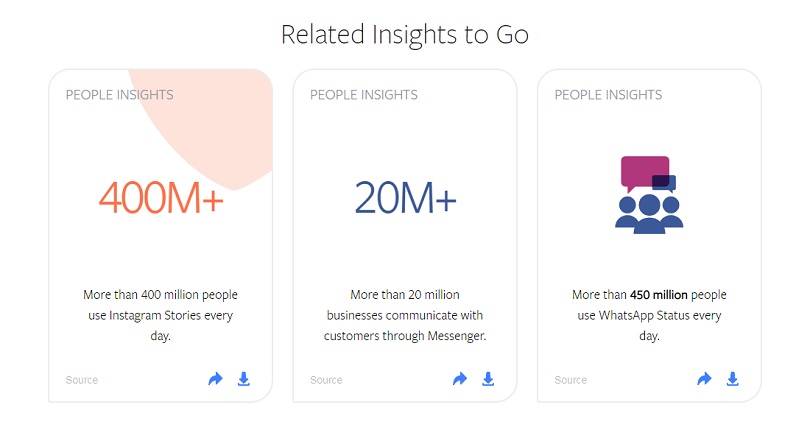 Related Insights to Go
PEOPLE INSIGHTS
400M+
More than 400 million people
use Instagram Stories every
day.
Source
PEOPLE INSIGHTS
20M+
More than 20 million
businesses communicate with
customers through Messenger.
Source
PEOPLE INSIGHTS
More than 450 million people
use WhatsApp Status every
day.
Source